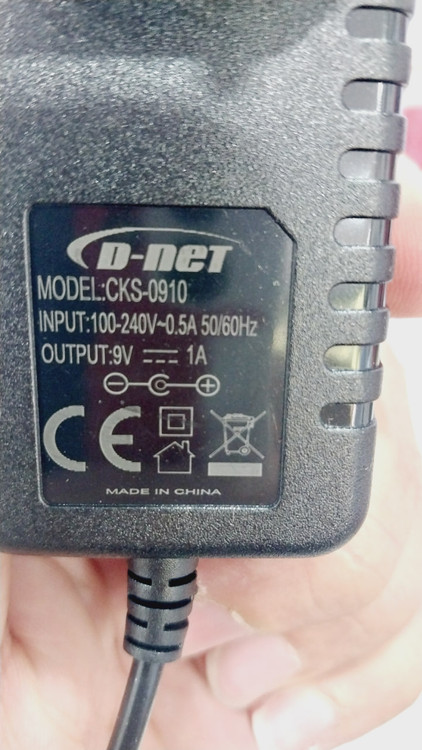 D-NET
MODEL:CKS-0910
INPUT:100-240V~0.5A 50/60Hz
OUTPUT:9V ⎓ 1A
CE
MADE IN CHINA